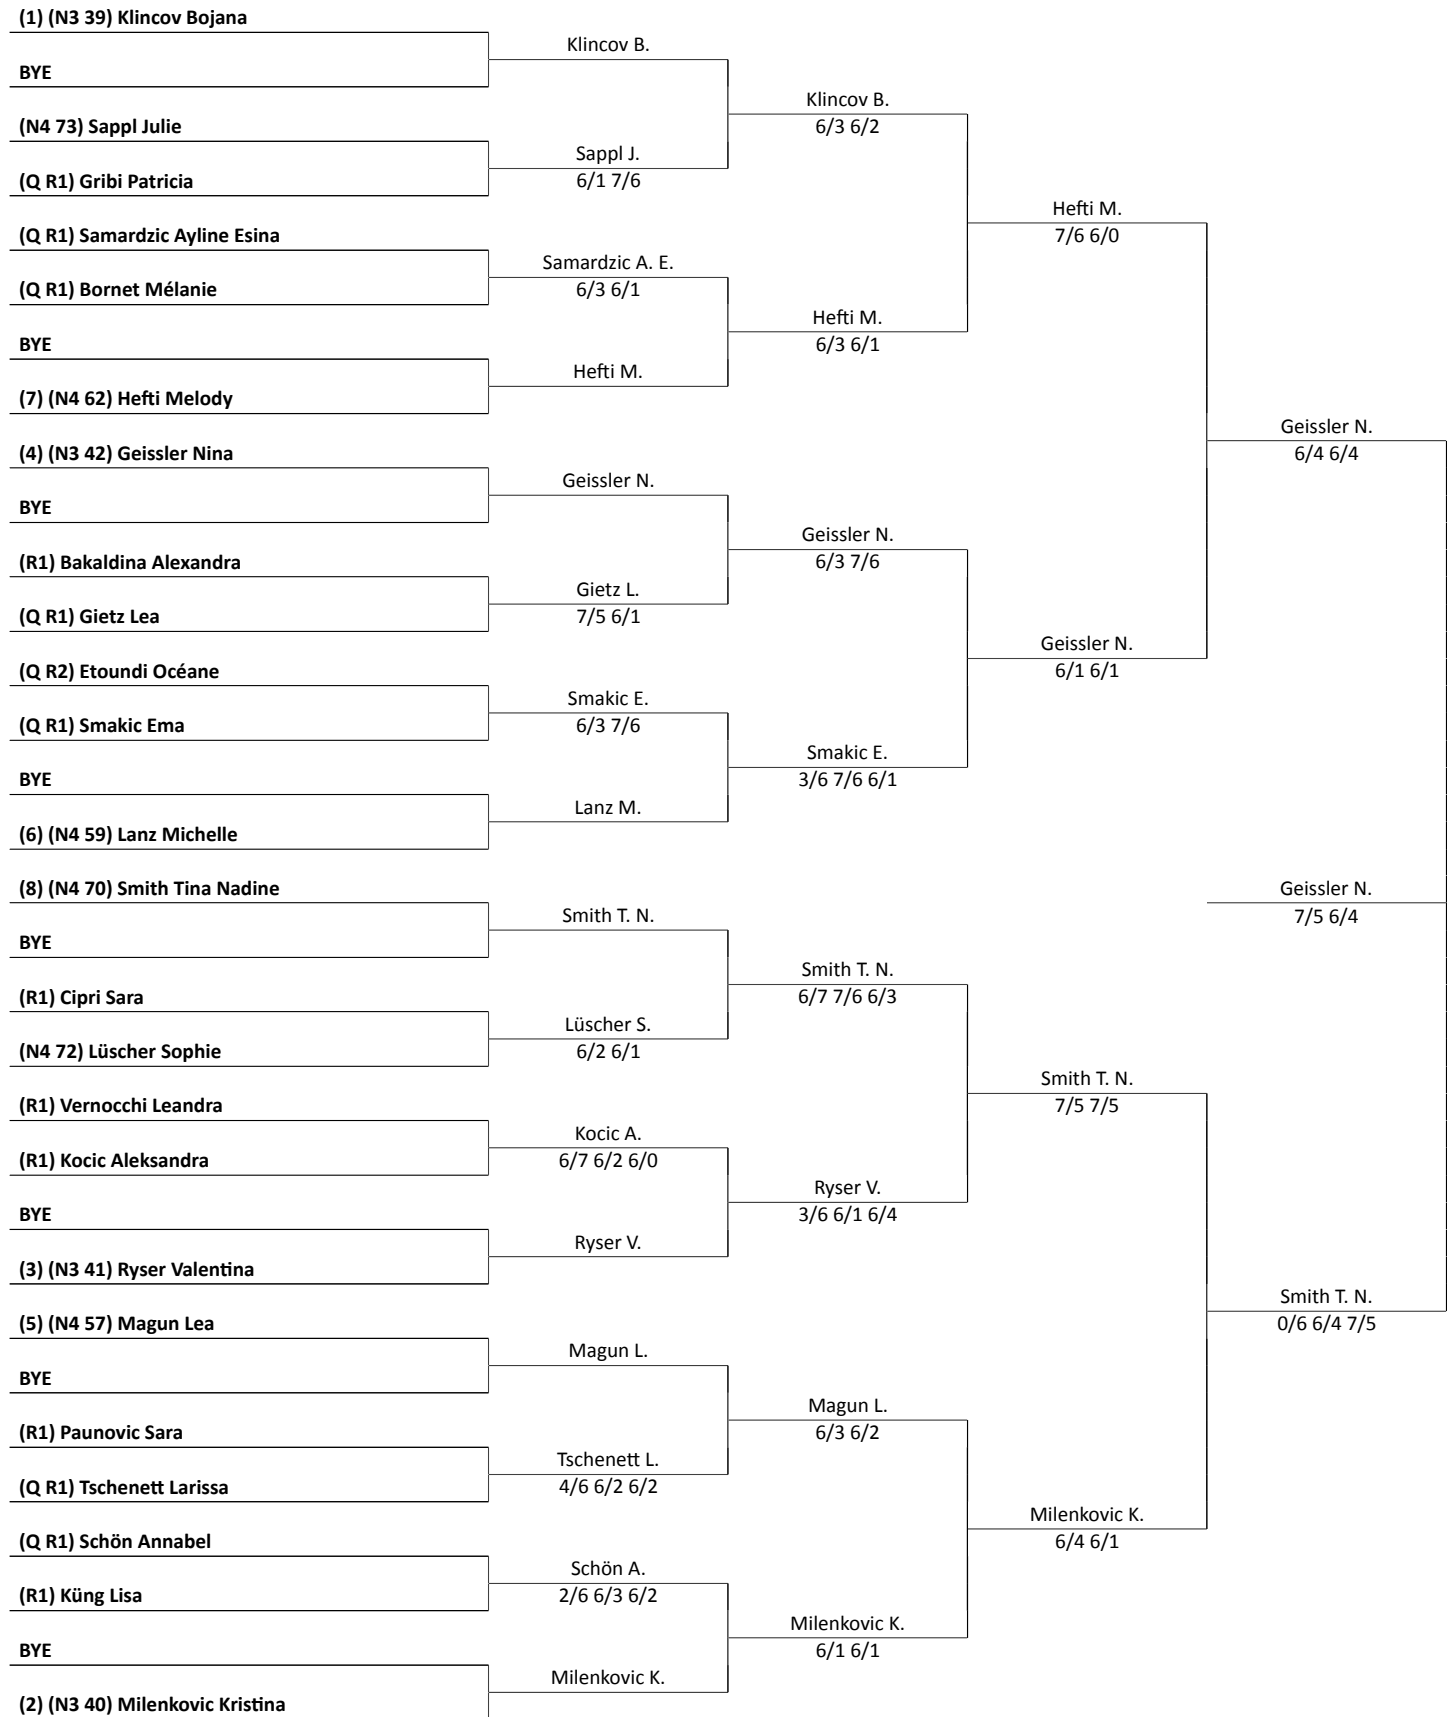 (1) (N3 39) Klincov Bojana
BYE
(N4 73) Sappl Julie
(Q R1) Gribi Patricia
(Q R1) Samardzic Ayline Esina
(Q R1) Bornet Mélanie
BYE
(7) (N4 62) Hefti Melody
(4) (N3 42) Geissler Nina
BYE
(R1) Bakaldina Alexandra
(Q R1) Gietz Lea
(Q R2) Etoundi Océane
(Q R1) Smakic Ema
BYE
(6) (N4 59) Lanz Michelle
(8) (N4 70) Smith Tina Nadine
BYE
(R1) Cipri Sara
(N4 72) Lüscher Sophie
(R1) Vernocchi Leandra
(R1) Kocic Aleksandra
BYE
(3) (N3 41) Ryser Valentina
(5) (N4 57) Magun Lea
BYE
(R1) Paunovic Sara
(Q R1) Tschenett Larissa
(Q R1) Schön Annabel
(R1) Küng Lisa
BYE
(2) (N3 40) Milenkovic Kristina
Klincov B.
Sappl J.
6/1 7/6
Samardzic A. E.
6/3 6/1
Hefti M.
Geissler N.
Gietz L.
7/5 6/1
Smakic E.
6/3 7/6
Lanz M.
Smith T. N.
Lüscher S.
6/2 6/1
Kocic A.
6/7 6/2 6/0
Ryser V.
Magun L.
Tschenett L.
4/6 6/2 6/2
Schön A.
2/6 6/3 6/2
Milenkovic K.
Klincov B.
6/3 6/2
Hefti M.
6/3 6/1
Geissler N.
6/3 7/6
Smakic E.
3/6 7/6 6/1
Smith T. N.
6/7 7/6 6/3
Ryser V.
3/6 6/1 6/4
Magun L.
6/3 6/2
Milenkovic K.
6/1 6/1
Hefti M.
7/6 6/0
Geissler N.
6/1 6/1
Smith T. N.
7/5 7/5
Milenkovic K.
6/4 6/1
Geissler N.
6/4 6/4
Geissler N.
7/5 6/4
Smith T. N.
0/6 6/4 7/5